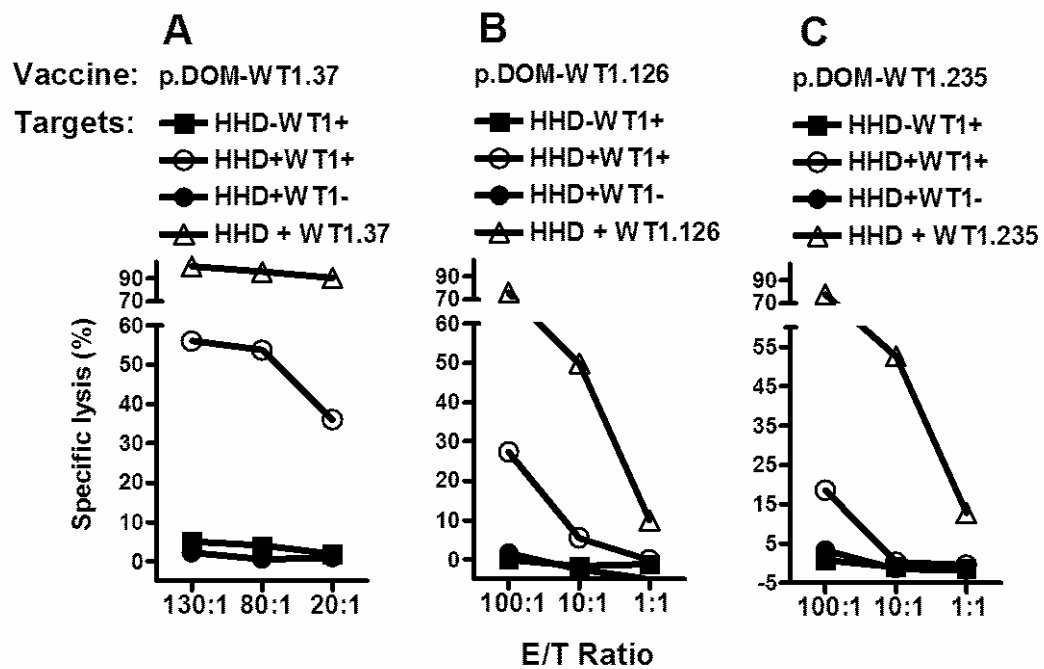 A B C
Vaccine: p.DOM-WT1.37 p.DOM-WT1.126 p.DOM-WT1.235
Targets: HHD-WT1+ HHD-WT1+ HHD-WT1+
HHD+WT1+ HHD+WT1+ HHD+WT1+
HHD+WT1- HHD+WT1- HHD+WT1-
HHD + WT1.37 HHD + WT1.126 HHD + WT1.235
Specific lysis (%)
90
70
60
50
40
30
20
10
0
130:1 80:1 20:1
90
70
60
50
40
30
20
10
0
100:1 10:1 1:1
90
70
55
45
35
25
15
5
-5
100:1 10:1 1:1
E/T Ratio